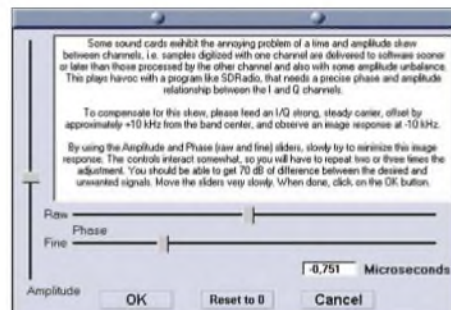 Some sound cards exhibit the annoying problem of a time and amplitude skew
between channels, i.e. samples digitized with one channel are delivered to software sooner
or later than those processed by the other channel and also with some amplitude unbalance.
This plays havoc with a program like SDRadio, that needs a precise phase and amplitude
relationship between the I and Q channels.
To compensate for this skew, please feed an I/Q strong, steady carrier, offset by
approximately +10 kHz from the band center, and observe an image response at -10 kHz.
By using the Amplitude and Phase (raw and fine) sliders, slowly try to minimize this image
response. The controls interact somewhat, so you will have to repeat two or three times the
adjustment. You should be able to get 70 dB of difference between the desired and
unwanted signals. Move the sliders very slowly. When done, click on the OK button.
Raw
Phase
Fine
-0,751 Microseconds
Amplitude
OK Reset to 0 Cancel